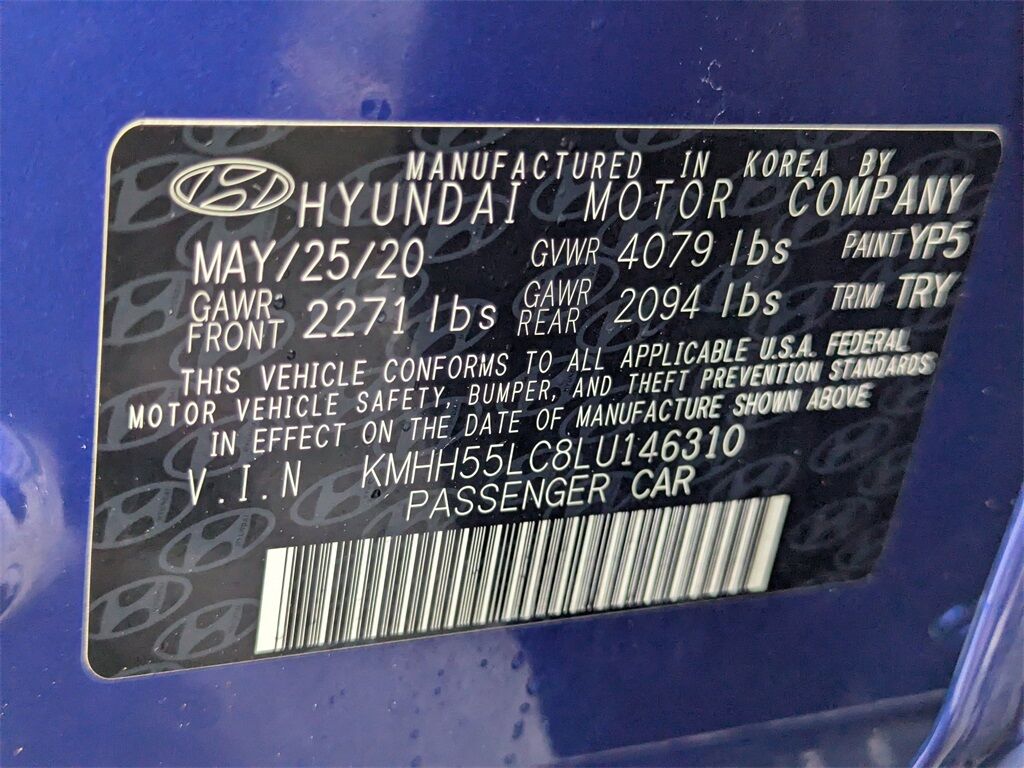 MANUFACTURED IN KOREA BY
HYUNDAI MOTOR COMPANY
MAY/25/20 GVWR 4079 lbs PAINT YP5
GAWR FRONT 2271 lbs GAWR REAR 2094 lbs TRIM TRY
THIS VEHICLE CONFORMS TO ALL APPLICABLE U.S.A. FEDERAL
MOTOR VEHICLE SAFETY, BUMPER, AND THEFT PREVENTION STANDARDS
IN EFFECT ON THE DATE OF MANUFACTURE SHOWN ABOVE
V.I.N KMHH55LC8LU146310
PASSENGER CAR